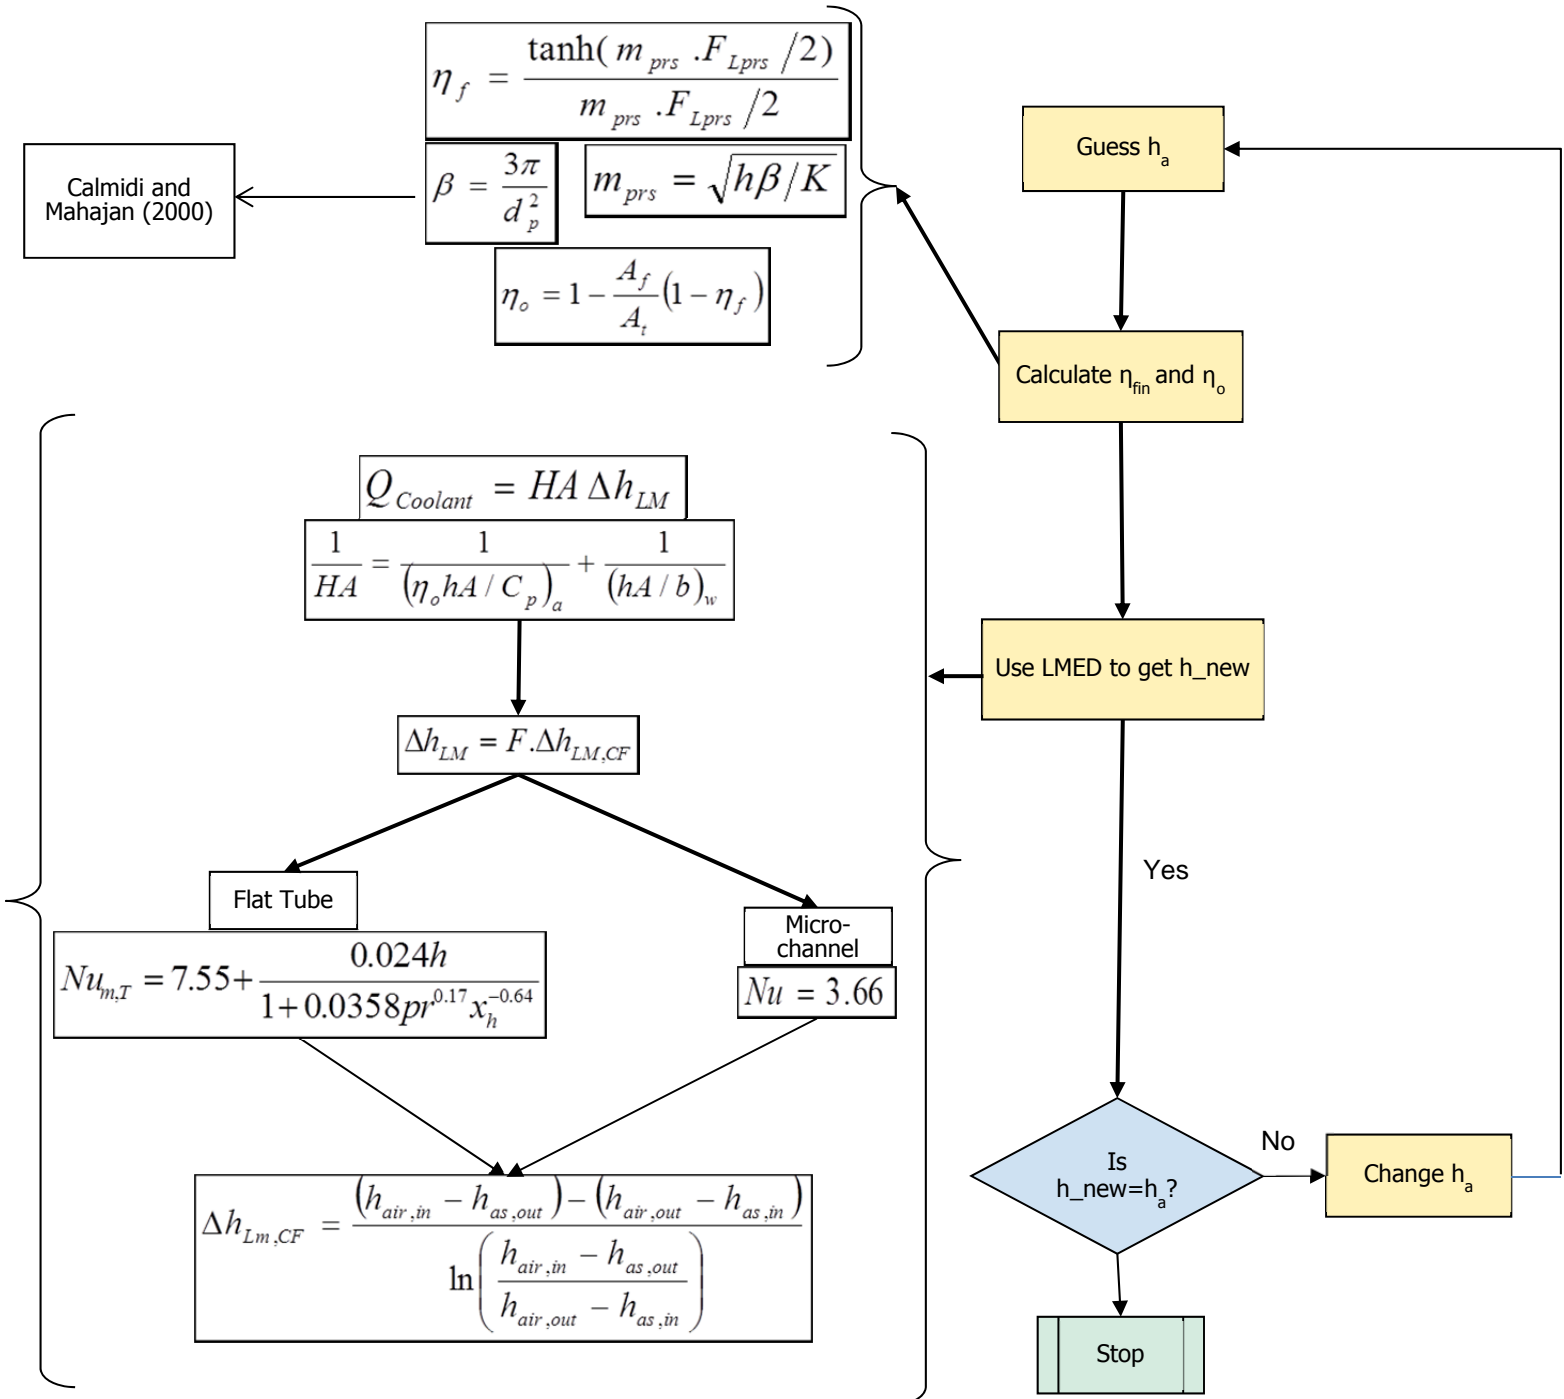 η_f = tanh( m_prs .F_Lprs /2) / m_prs .F_Lprs /2
Calmidi and
Mahajan (2000)
β = 3π / d_p^2
m_prs = √hβ/K
η_o = 1 − A_f / A_t (1 − η_f)
Guess h_a
Calculate η_fin and η_o
Use LMED to get h_new
Yes
Is
h_new=h_a?
No
Change h_a
Stop
Q_Coolant = HA Δh_LM
1 / HA = 1 / (η_o hA / C_p)_a + 1 / (hA / b)_w
Δh_LM = F.Δh_LM,CF
Flat Tube
Nu_m,T = 7.55+ 0.024h / 1+0.0358pr^0.17 x_h^−0.64
Micro-
channel
Nu = 3.66
Δh_Lm,CF = (h_air,in − h_as,out) − (h_air,out − h_as,in) / ln( h_air,in − h_as,out / h_air,out − h_as,in )